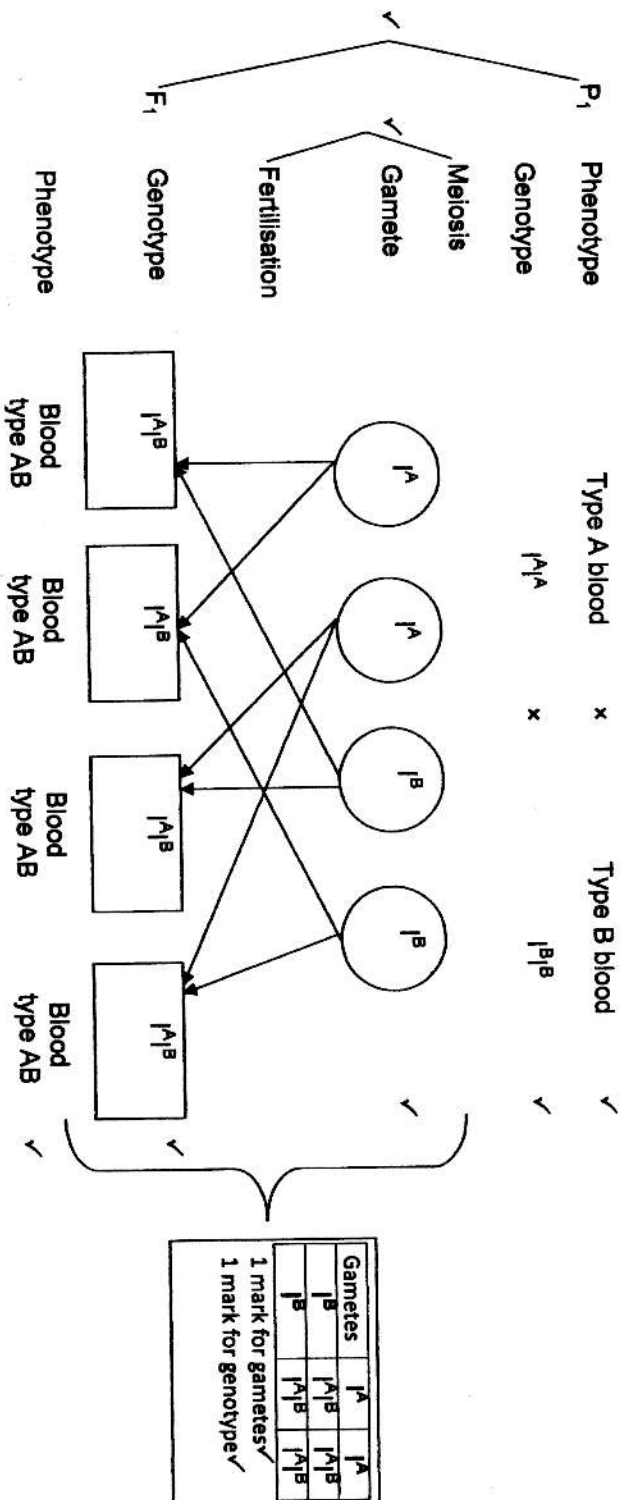 P₁ Phenotype Type A blood × Type B blood ✓
Genotype IᴬIᴬ × IᴮIᴮ ✓
Meiosis
✓ Gamete Iᴬ Iᴬ Iᴮ Iᴮ ✓
✓
Fertilisation
F₁ Genotype IᴬIᴮ IᴬIᴮ IᴬIᴮ IᴬIᴮ ✓
Phenotype Blood type AB Blood type AB Blood type AB Blood type AB ✓
Gametes Iᴬ Iᴬ
Iᴮ IᴬIᴮ IᴬIᴮ
Iᴮ IᴬIᴮ IᴬIᴮ
1 mark for gametes✓
1 mark for genotype✓